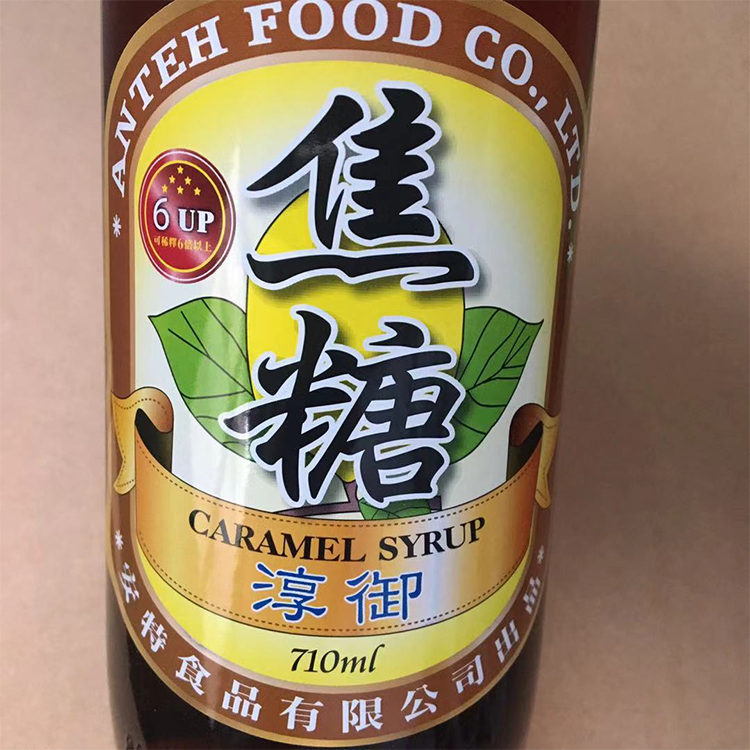 *ANTEH FOOD CO., LTD.*
6 UP
可稀釋6倍以上
焦糖
CARAMEL SYRUP
淳御
710ml
*安特食品有限公司出品*